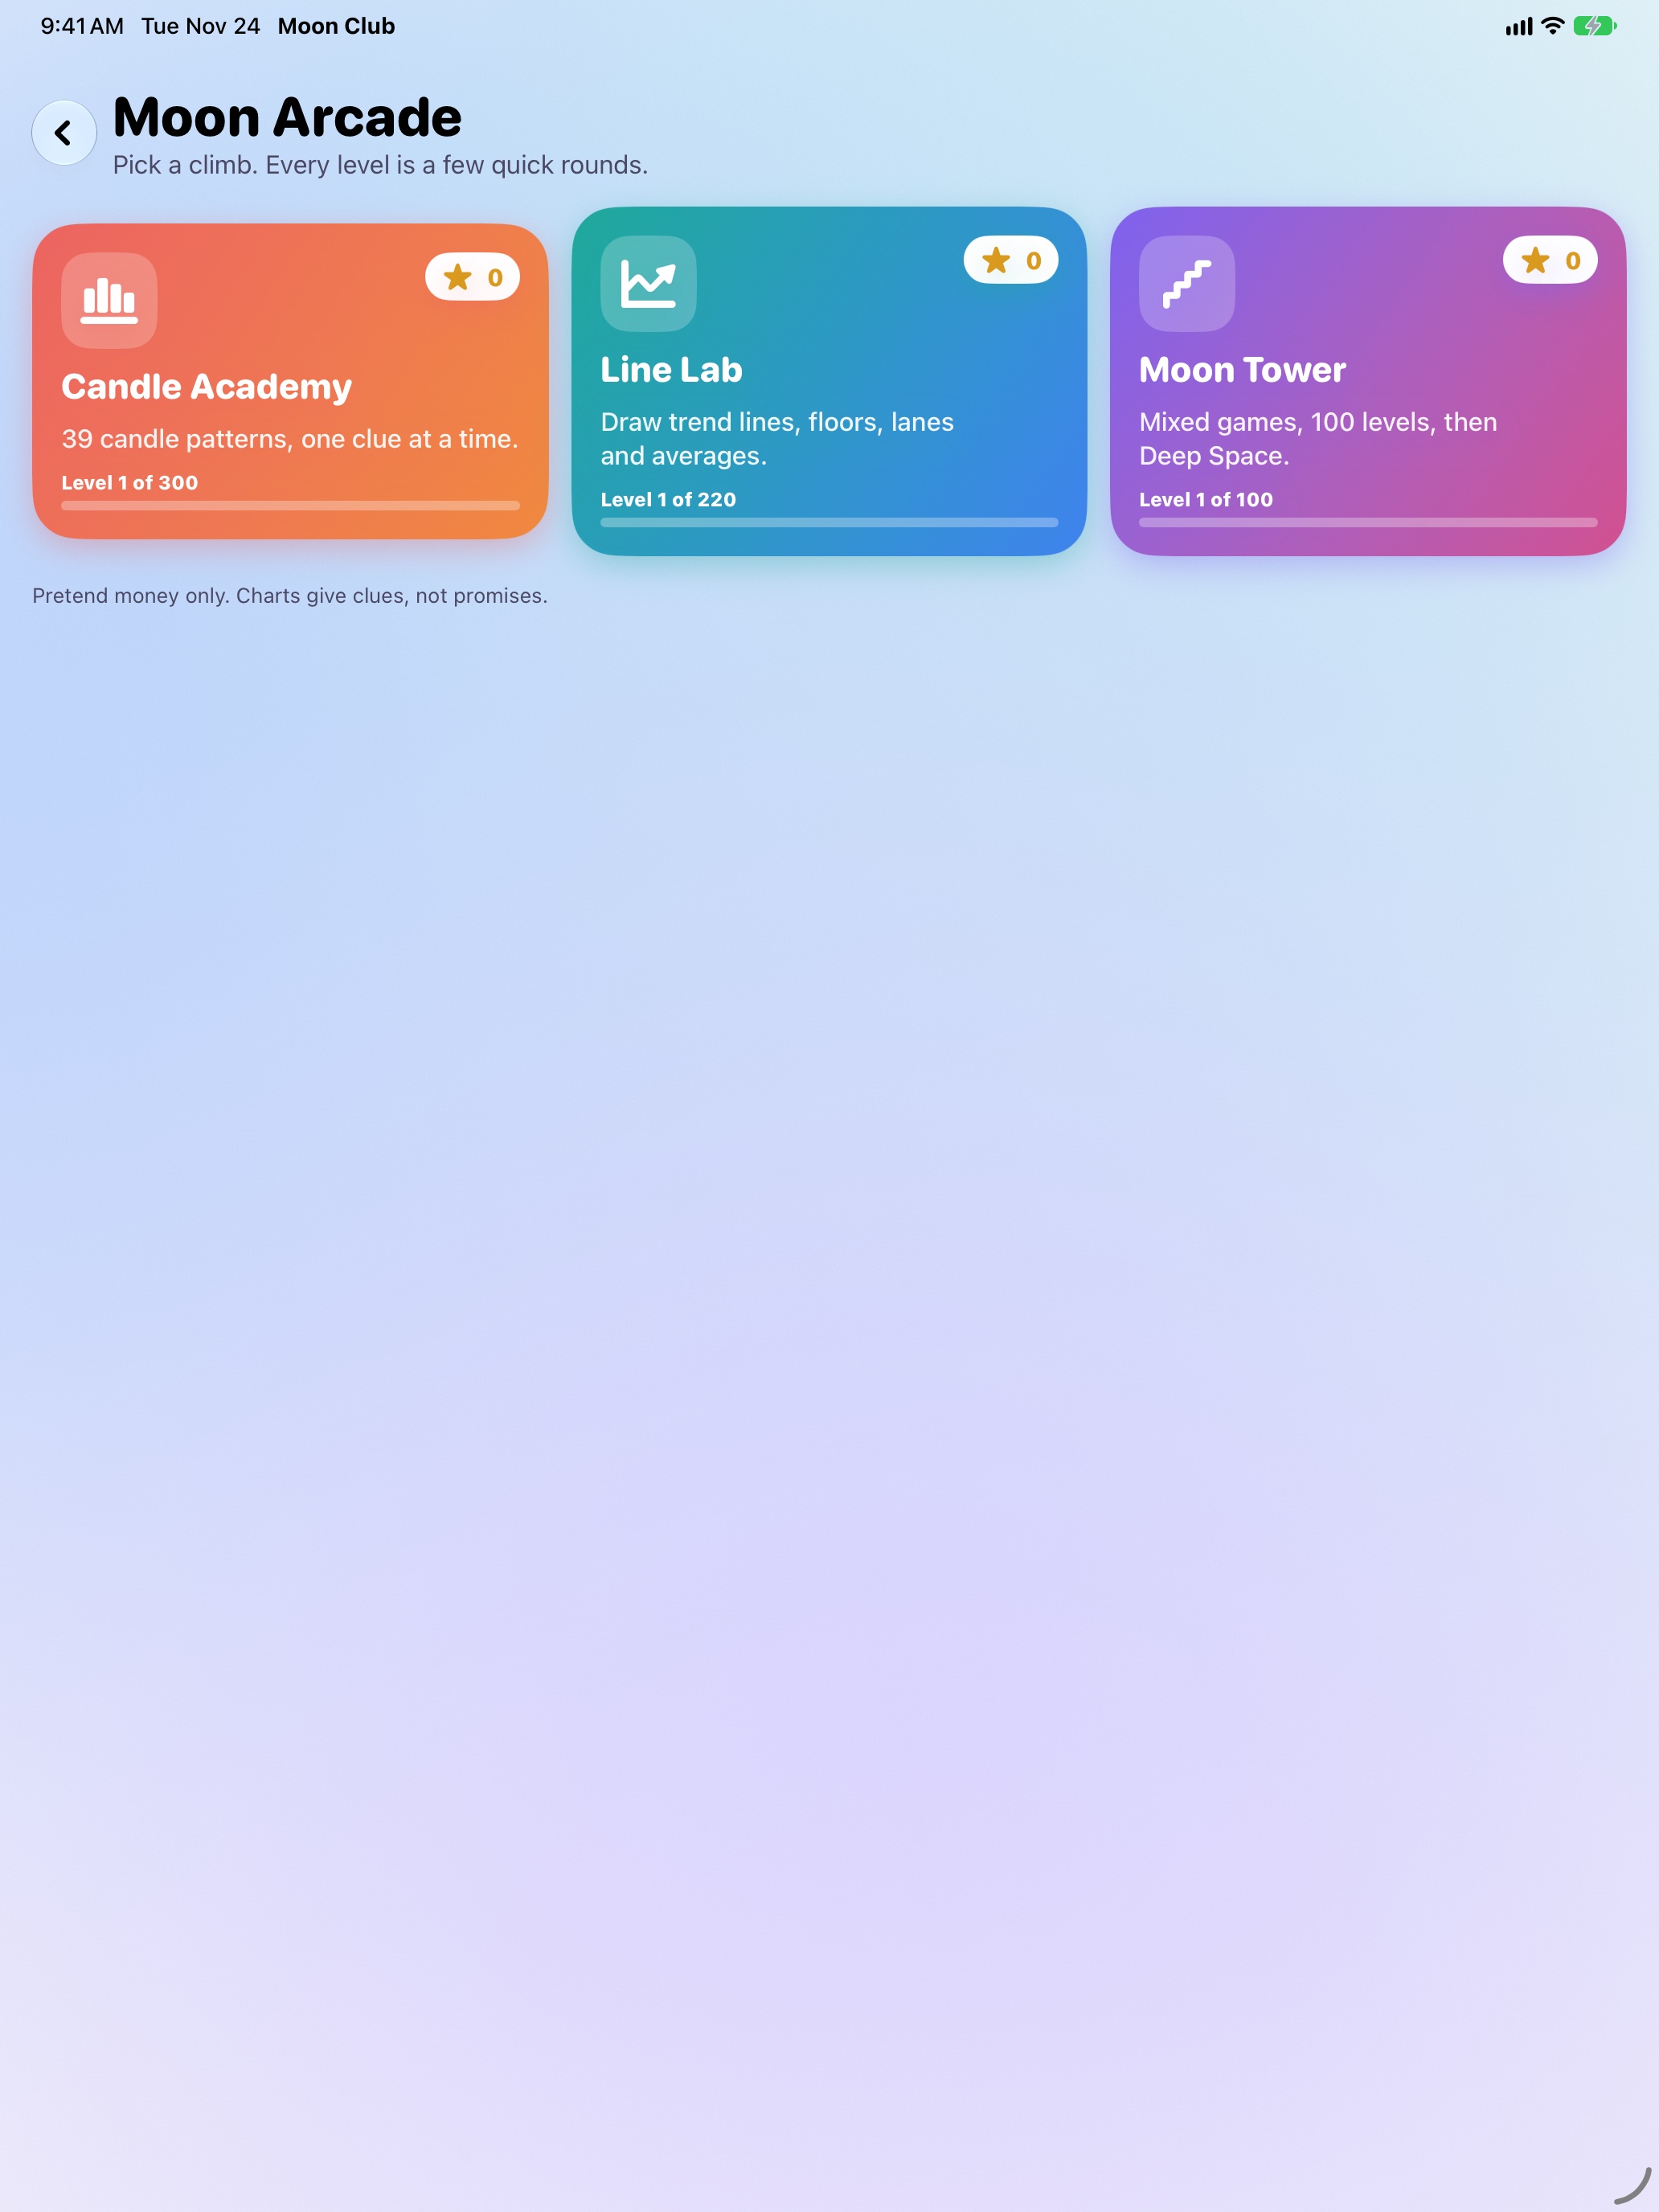 9:41 AM Tue Nov 24 Moon Club
Moon Arcade
Pick a climb. Every level is a few quick rounds.
0
Candle Academy
39 candle patterns, one clue at a time.
Level 1 of 300
0
Line Lab
Draw trend lines, floors, lanes
and averages.
Level 1 of 220
0
Moon Tower
Mixed games, 100 levels, then
Deep Space.
Level 1 of 100
Pretend money only. Charts give clues, not promises.